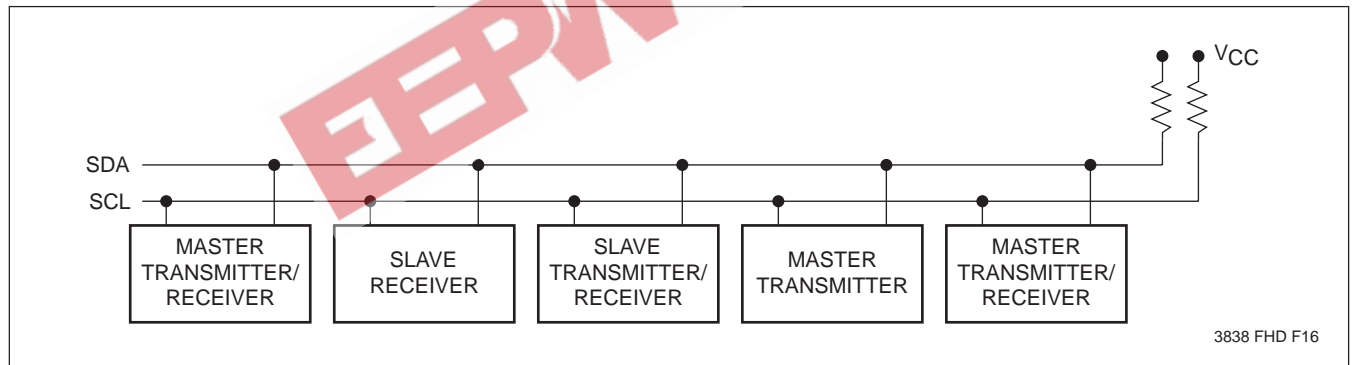 EEPW
VCC
SDA
SCL
MASTER
TRANSMITTER/
RECEIVER
SLAVE
RECEIVER
SLAVE
TRANSMITTER/
RECEIVER
MASTER
TRANSMITTER
MASTER
TRANSMITTER/
RECEIVER
3838 FHD F16